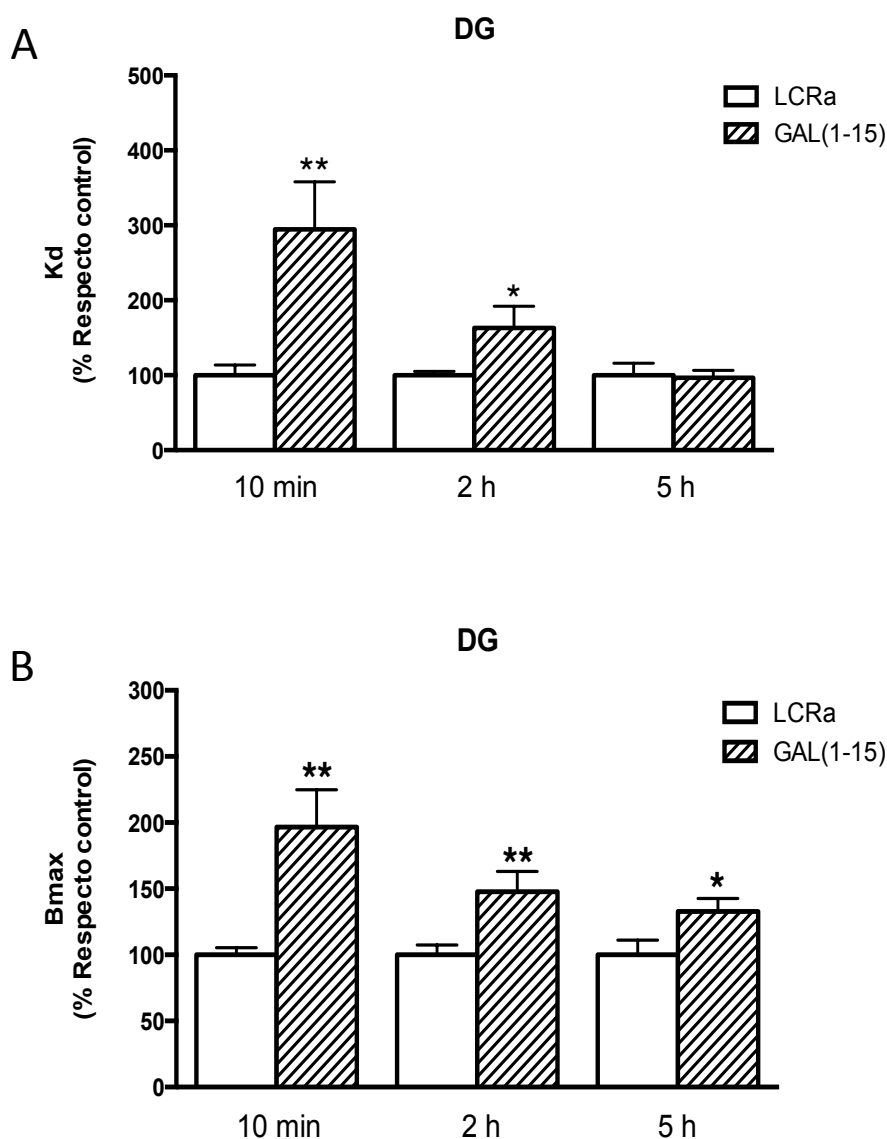 A
DG
500
400
300
200
100
0
Kd
(% Respecto control)
LCRa
GAL(1-15)
**
*
10 min 2 h 5 h
B
DG
300
250
200
150
100
50
0
Bmax
(% Respecto control)
LCRa
GAL(1-15)
**
**
*
10 min 2 h 5 h